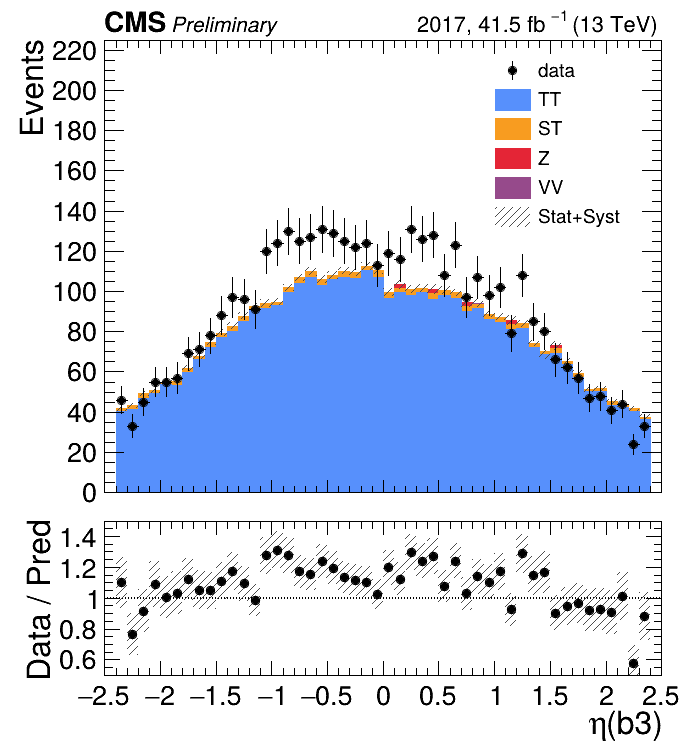 CMS Preliminary 2017, 41.5 fb⁻¹ (13 TeV)
Events
220
200
180
160
140
120
100
80
60
40
20
0
data
TT
ST
Z
VV
Stat+Syst
Data / Pred
1.4
1.2
1
0.8
0.6
−2.5 −2 −1.5 −1 −0.5 0 0.5 1 1.5 2 2.5
η(b3)